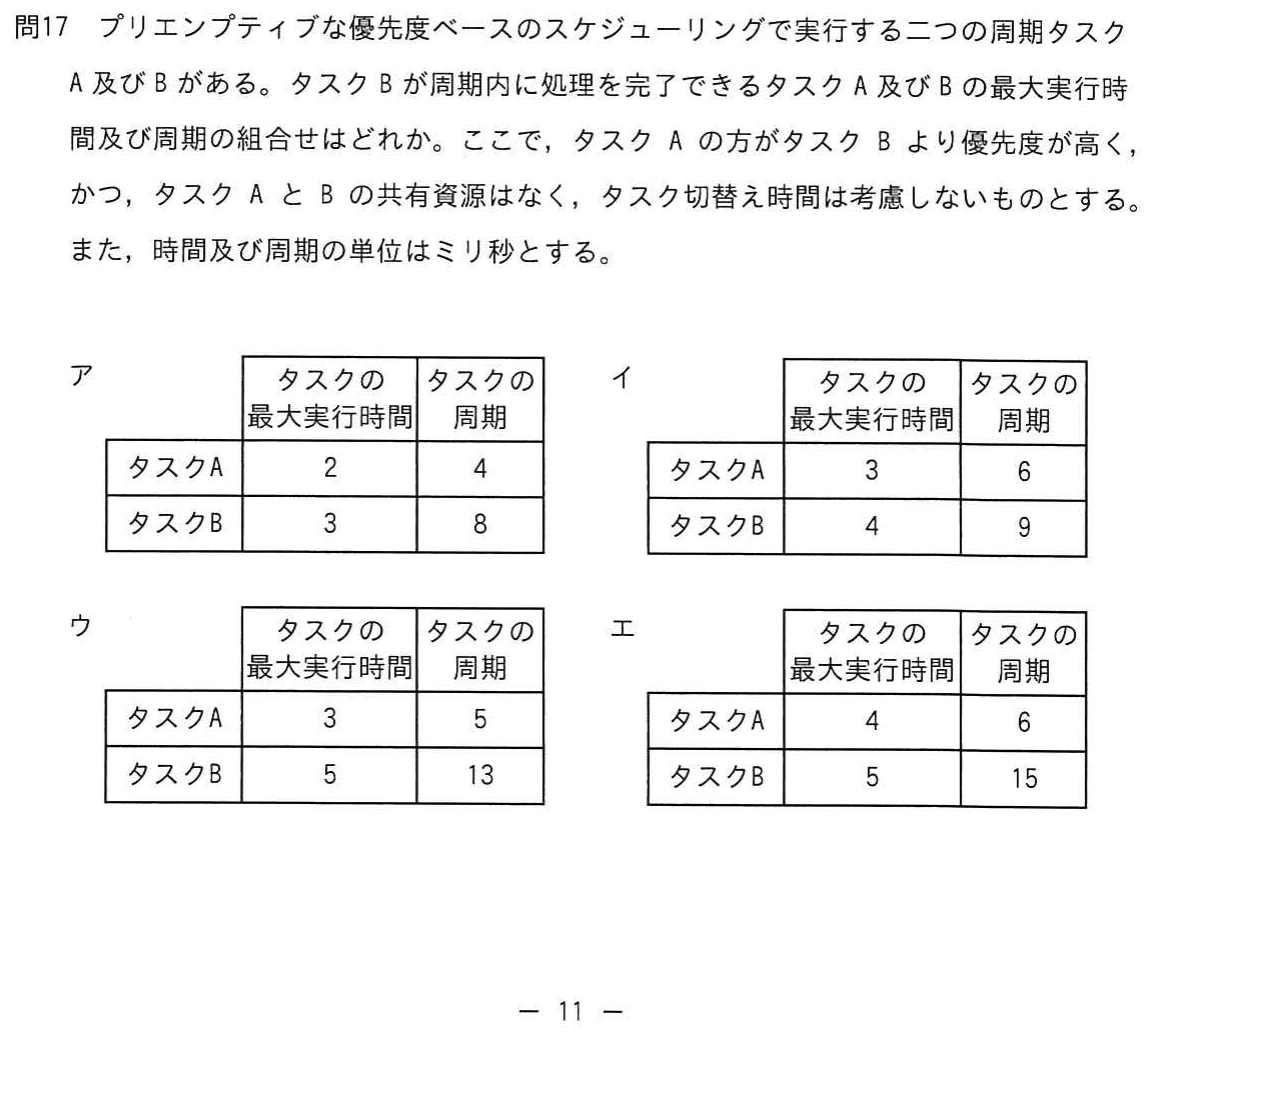 問17　プリエンプティブな優先度ベースのスケジューリングで実行する二つの周期タスク
A 及び B がある。タスク B が周期内に処理を完了できるタスク A 及び B の最大実行時
間及び周期の組合せはどれか。ここで，タスク A の方がタスク B より優先度が高く，
かつ，タスク A と B の共有資源はなく，タスク切替え時間は考慮しないものとする。
また，時間及び周期の単位はミリ秒とする。
ア
タスクの 最大実行時間 タスクの 周期
タスクA 2 4
タスクB 3 8
イ
タスクの 最大実行時間 タスクの 周期
タスクA 3 6
タスクB 4 9
ウ
タスクの 最大実行時間 タスクの 周期
タスクA 3 5
タスクB 5 13
エ
タスクの 最大実行時間 タスクの 周期
タスクA 4 6
タスクB 5 15
－ 11 －